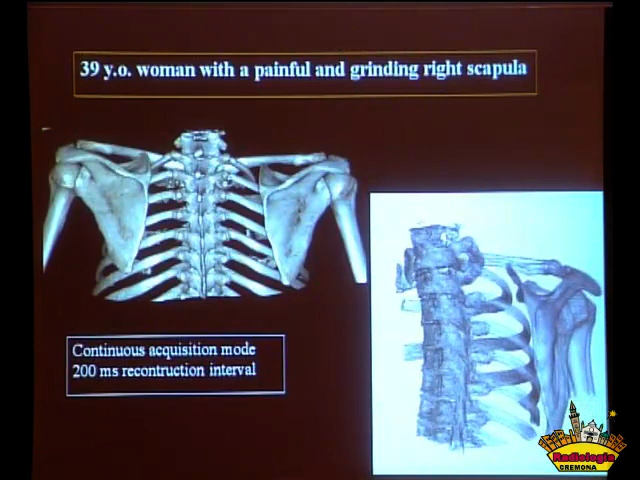 39 y.o. woman with a painful and grinding right scapula
Continuous acquisition mode
200 ms recontruction interval
Radiologia
CREMONA